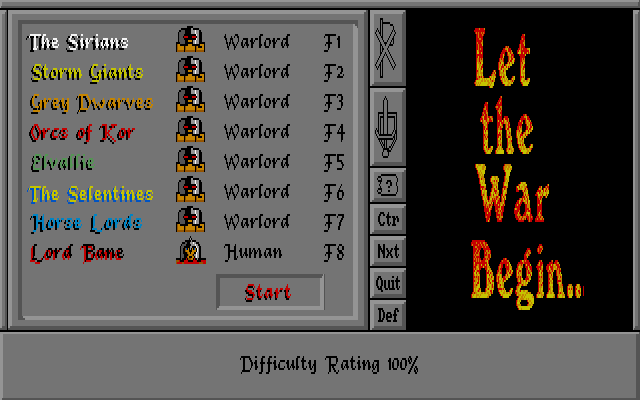 The Sirians Warlord F1
Storm Giants Warlord F2
Grey Dwarves Warlord F3
Orcs of Kor Warlord F4
Elvallie Warlord F5
The Selentines Warlord F6
Horse Lords Warlord F7
Lord Bane Human F8
Start
?
Ctr
Nxt
Quit
Def
Let
the
War
Begin..
Difficulty Rating 100%